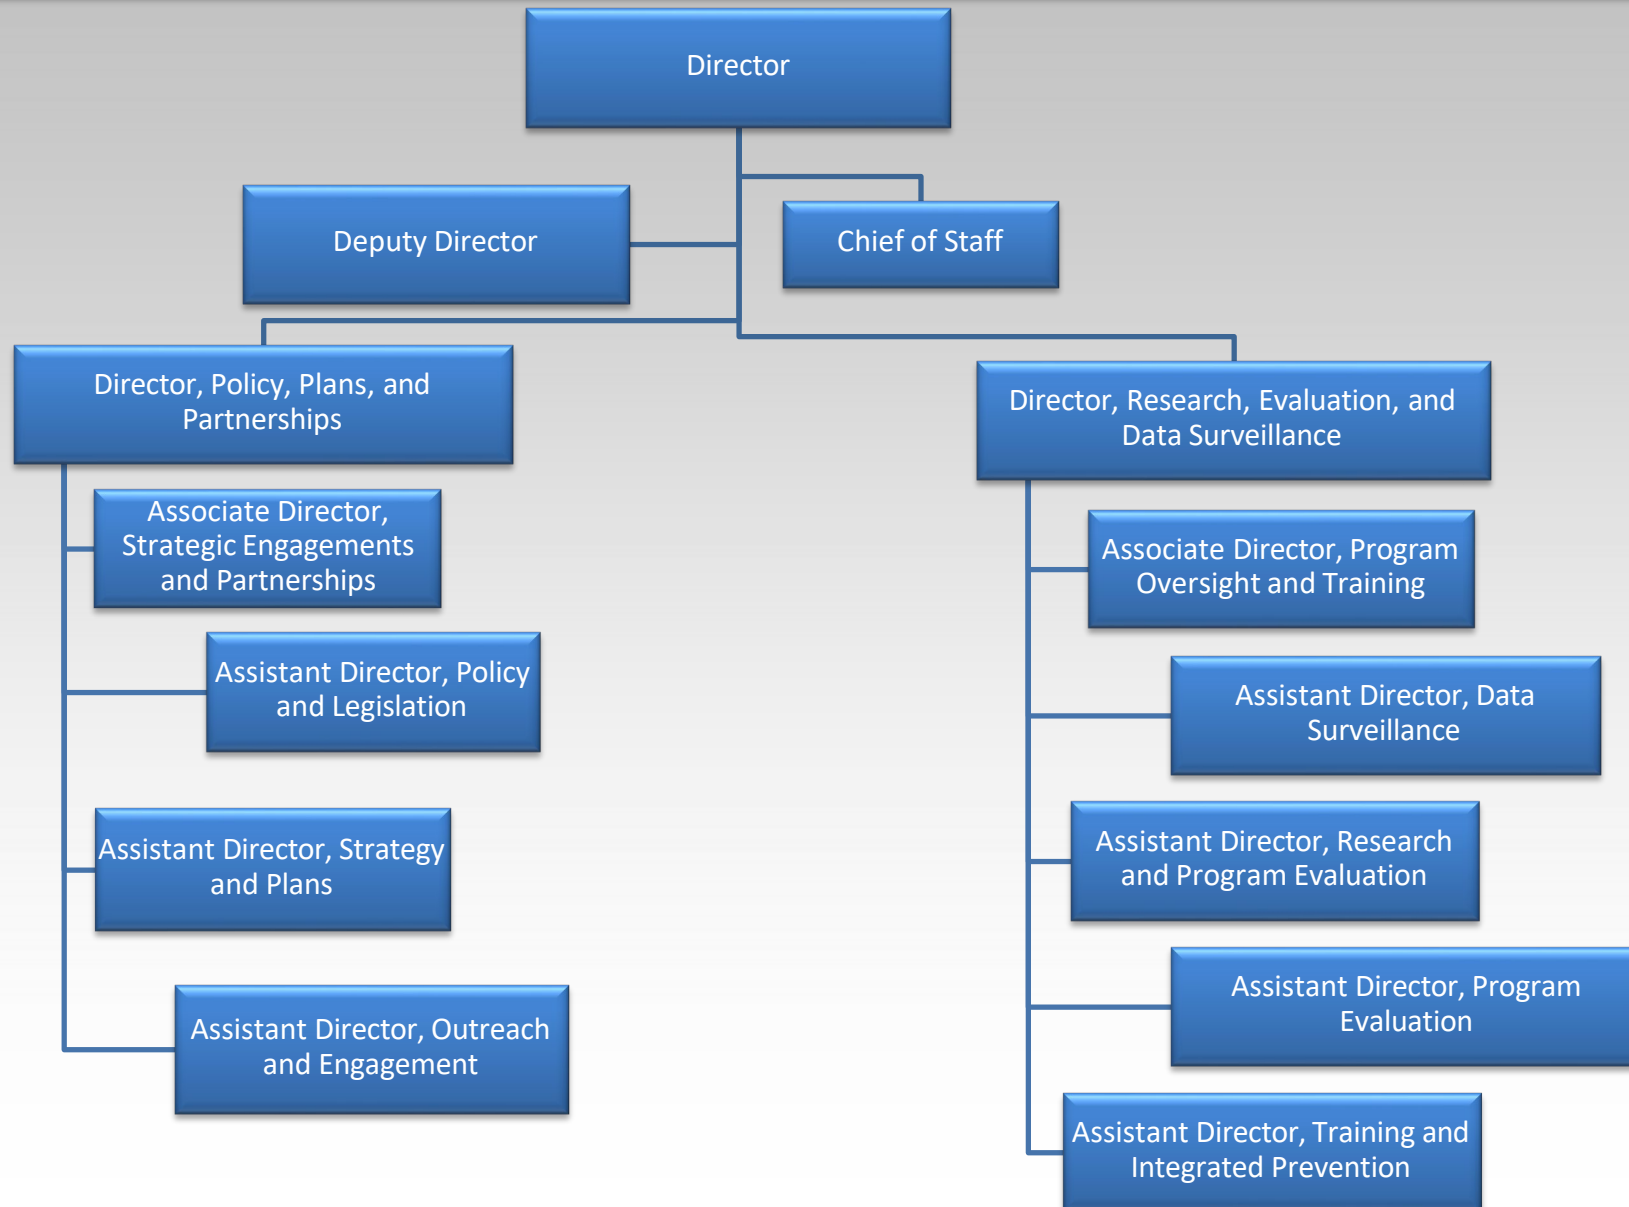 Director
Deputy Director
Chief of Staff
Director, Policy, Plans, and
Partnerships
Associate Director,
Strategic Engagements
and Partnerships
Assistant Director, Policy
and Legislation
Assistant Director, Strategy
and Plans
Assistant Director, Outreach
and Engagement
Director, Research, Evaluation, and
Data Surveillance
Associate Director, Program
Oversight and Training
Assistant Director, Data
Surveillance
Assistant Director, Research
and Program Evaluation
Assistant Director, Program
Evaluation
Assistant Director, Training and
Integrated Prevention